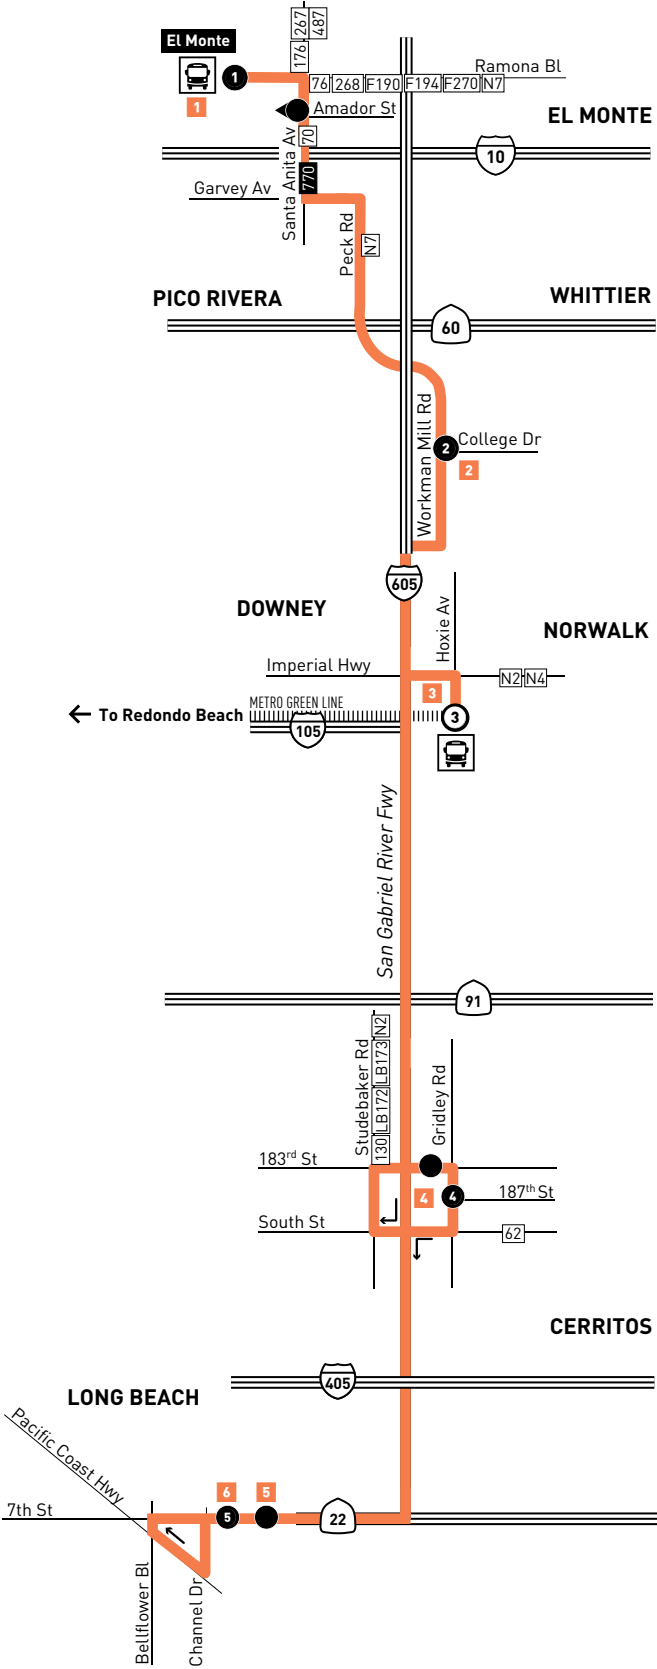 267
487
176
El Monte
1
1
Ramona Bl
76 268 F190 F194 F270 N7
Amador St
EL MONTE
70
Santa Anita Av
10
770
Garvey Av
Peck Rd
N7
PICO RIVERA
WHITTIER
60
Workman Mill Rd
2
College Dr
2
605
DOWNEY
Hoxie Av
NORWALK
Imperial Hwy
N2 N4
3
METRO GREEN LINE
To Redondo Beach
3
105
San Gabriel River Fwy
91
Studebaker Rd
130 LB172 LB173 N2
Gridley Rd
183rd St
4
4
187th St
South St
62
CERRITOS
405
LONG BEACH
Pacific Coast Hwy
6
5
7th St
5
22
Bellflower Bl
Channel Dr